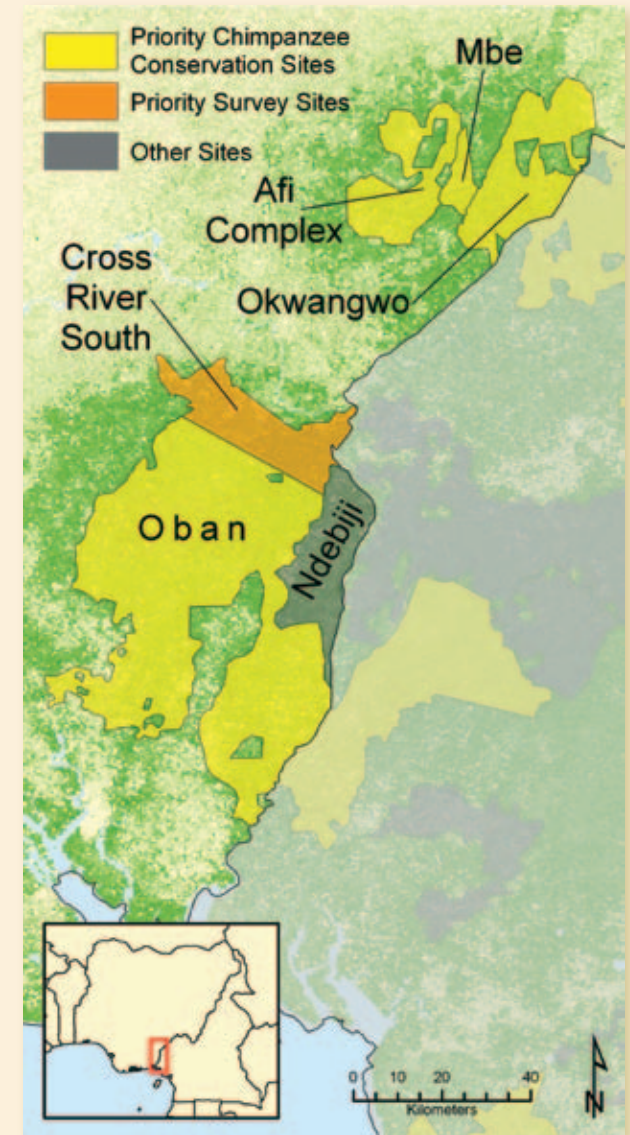 Priority Chimpanzee
Conservation Sites
Priority Survey Sites
Other Sites
Mbe
Afi
Complex
Cross
River
South
Okwangwo
Oban
Ndebiji
0 10 20 40
Kilometers
N